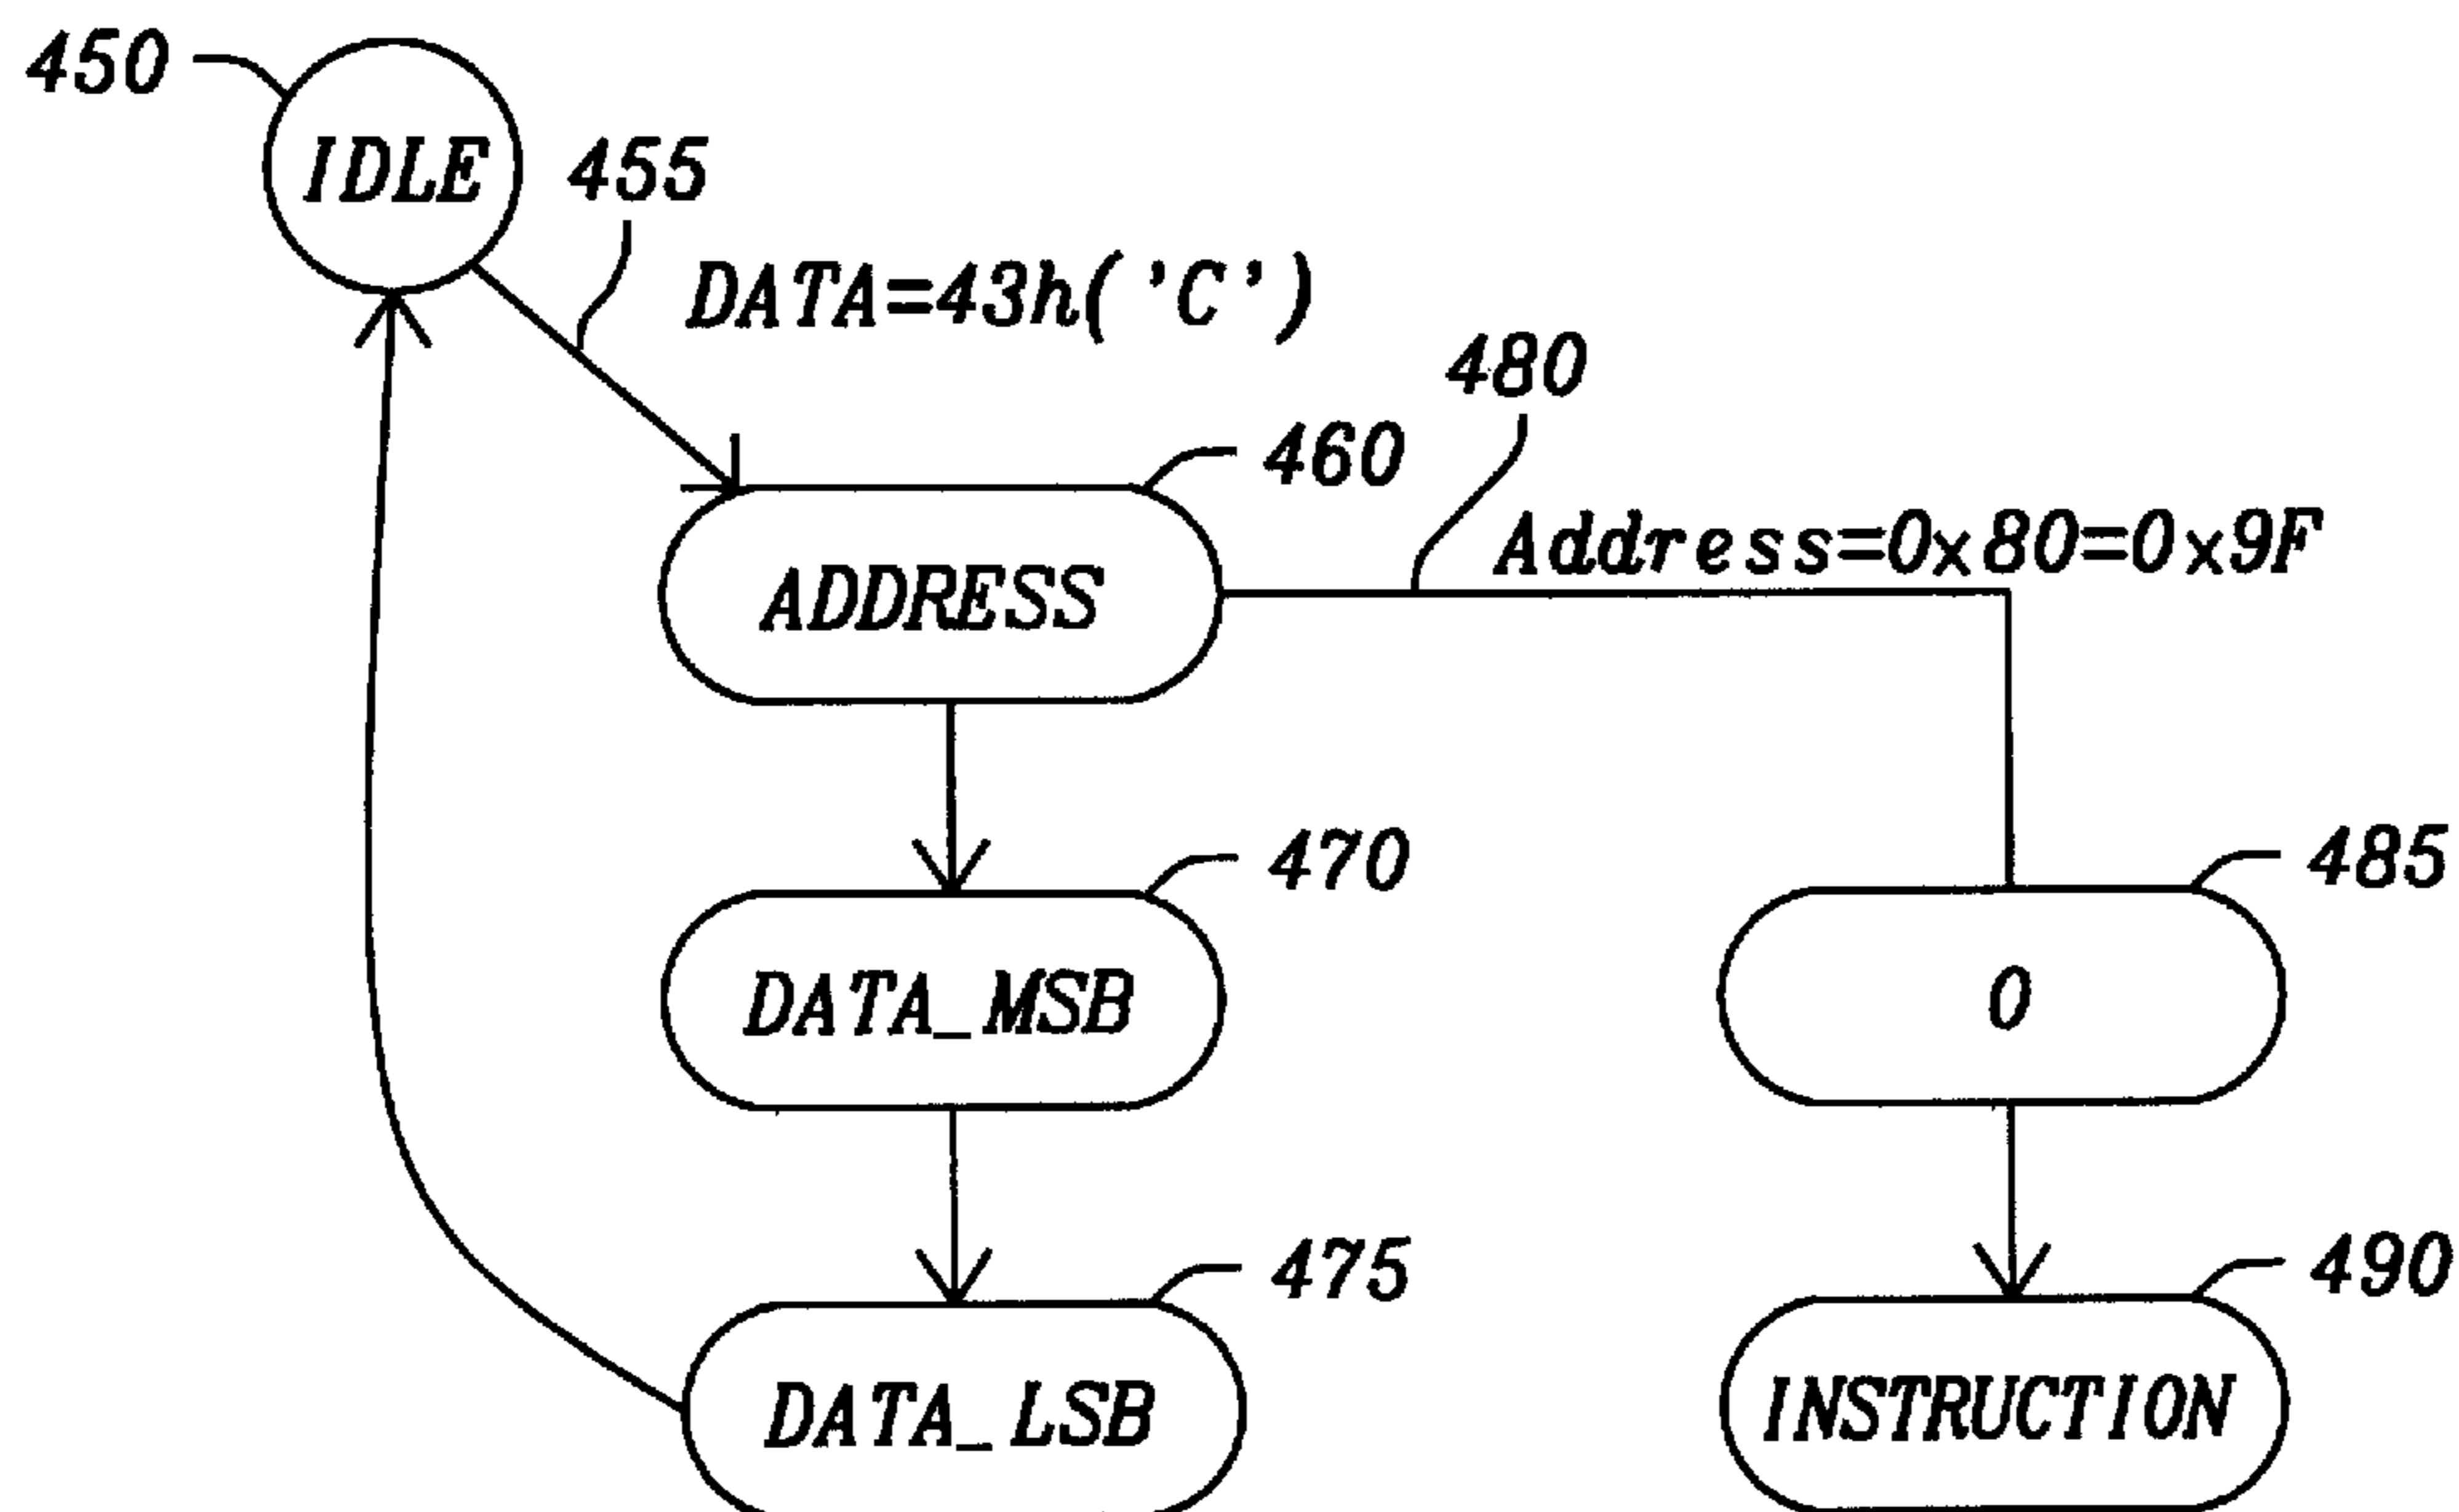 450
IDLE
455
DATA=43h('C')
480
460
Address=0x80=0x9F
ADDRESS
470
485
DATA_MSB
0
475
490
DATA_LSB
INSTRUCTION